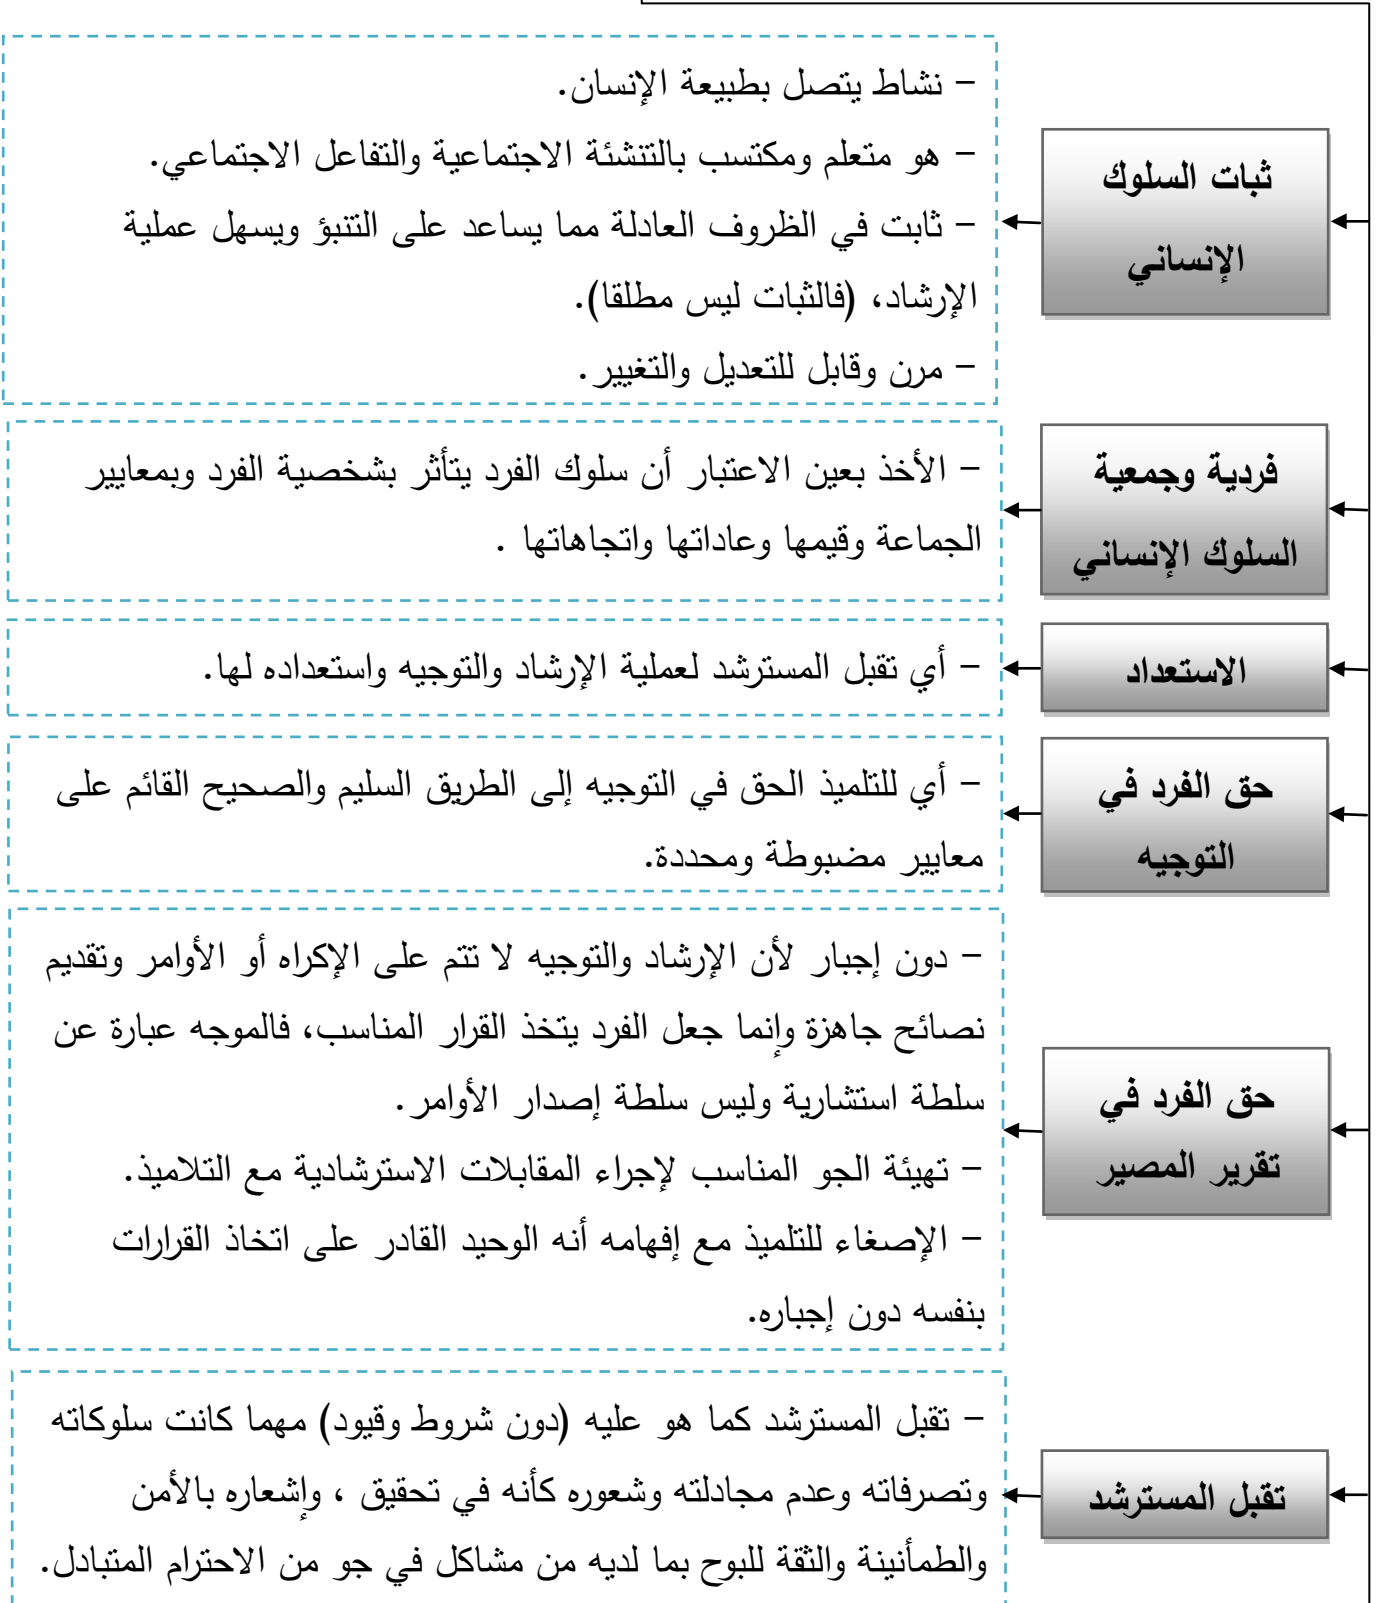 ثبات السلوك
الإنساني
- نشاط يتصل بطبيعة الإنسان.
- هو متعلم ومكتسب بالتنشئة الاجتماعية والتفاعل الاجتماعي.
- ثابت في الظروف العادلة مما يساعد على التنبؤ ويسهل عملية
الإرشاد، (فالثبات ليس مطلقا).
- مرن وقابل للتعديل والتغيير.
فردية وجمعية
السلوك الإنساني
- الأخذ بعين الاعتبار أن سلوك الفرد يتأثر بشخصية الفرد وبمعايير
الجماعة وقيمها وعاداتها واتجاهاتها .
الاستعداد
- أي تقبل المسترشد لعملية الإرشاد والتوجيه واستعداده لها.
حق الفرد في
التوجيه
- أي للتلميذ الحق في التوجيه إلى الطريق السليم والصحيح القائم على
معايير مضبوطة ومحددة.
حق الفرد في
تقرير المصير
- دون إجبار لأن الإرشاد والتوجيه لا تتم على الإكراه أو الأوامر وتقديم
نصائح جاهزة وإنما جعل الفرد يتخذ القرار المناسب، فالموجه عبارة عن
سلطة استشارية وليس سلطة إصدار الأوامر.
- تهيئة الجو المناسب لإجراء المقابلات الاسترشادية مع التلاميذ.
- الإصغاء للتلميذ مع إفهامه أنه الوحيد القادر على اتخاذ القرارات
بنفسه دون إجباره.
تقبل المسترشد
- تقبل المسترشد كما هو عليه (دون شروط وقيود) مهما كانت سلوكاته
وتصرفاته وعدم مجادلته وشعوره كأنه في تحقيق ، وإشعاره بالأمن
والطمأنينة والثقة للبوح بما لديه من مشاكل في جو من الاحترام المتبادل.